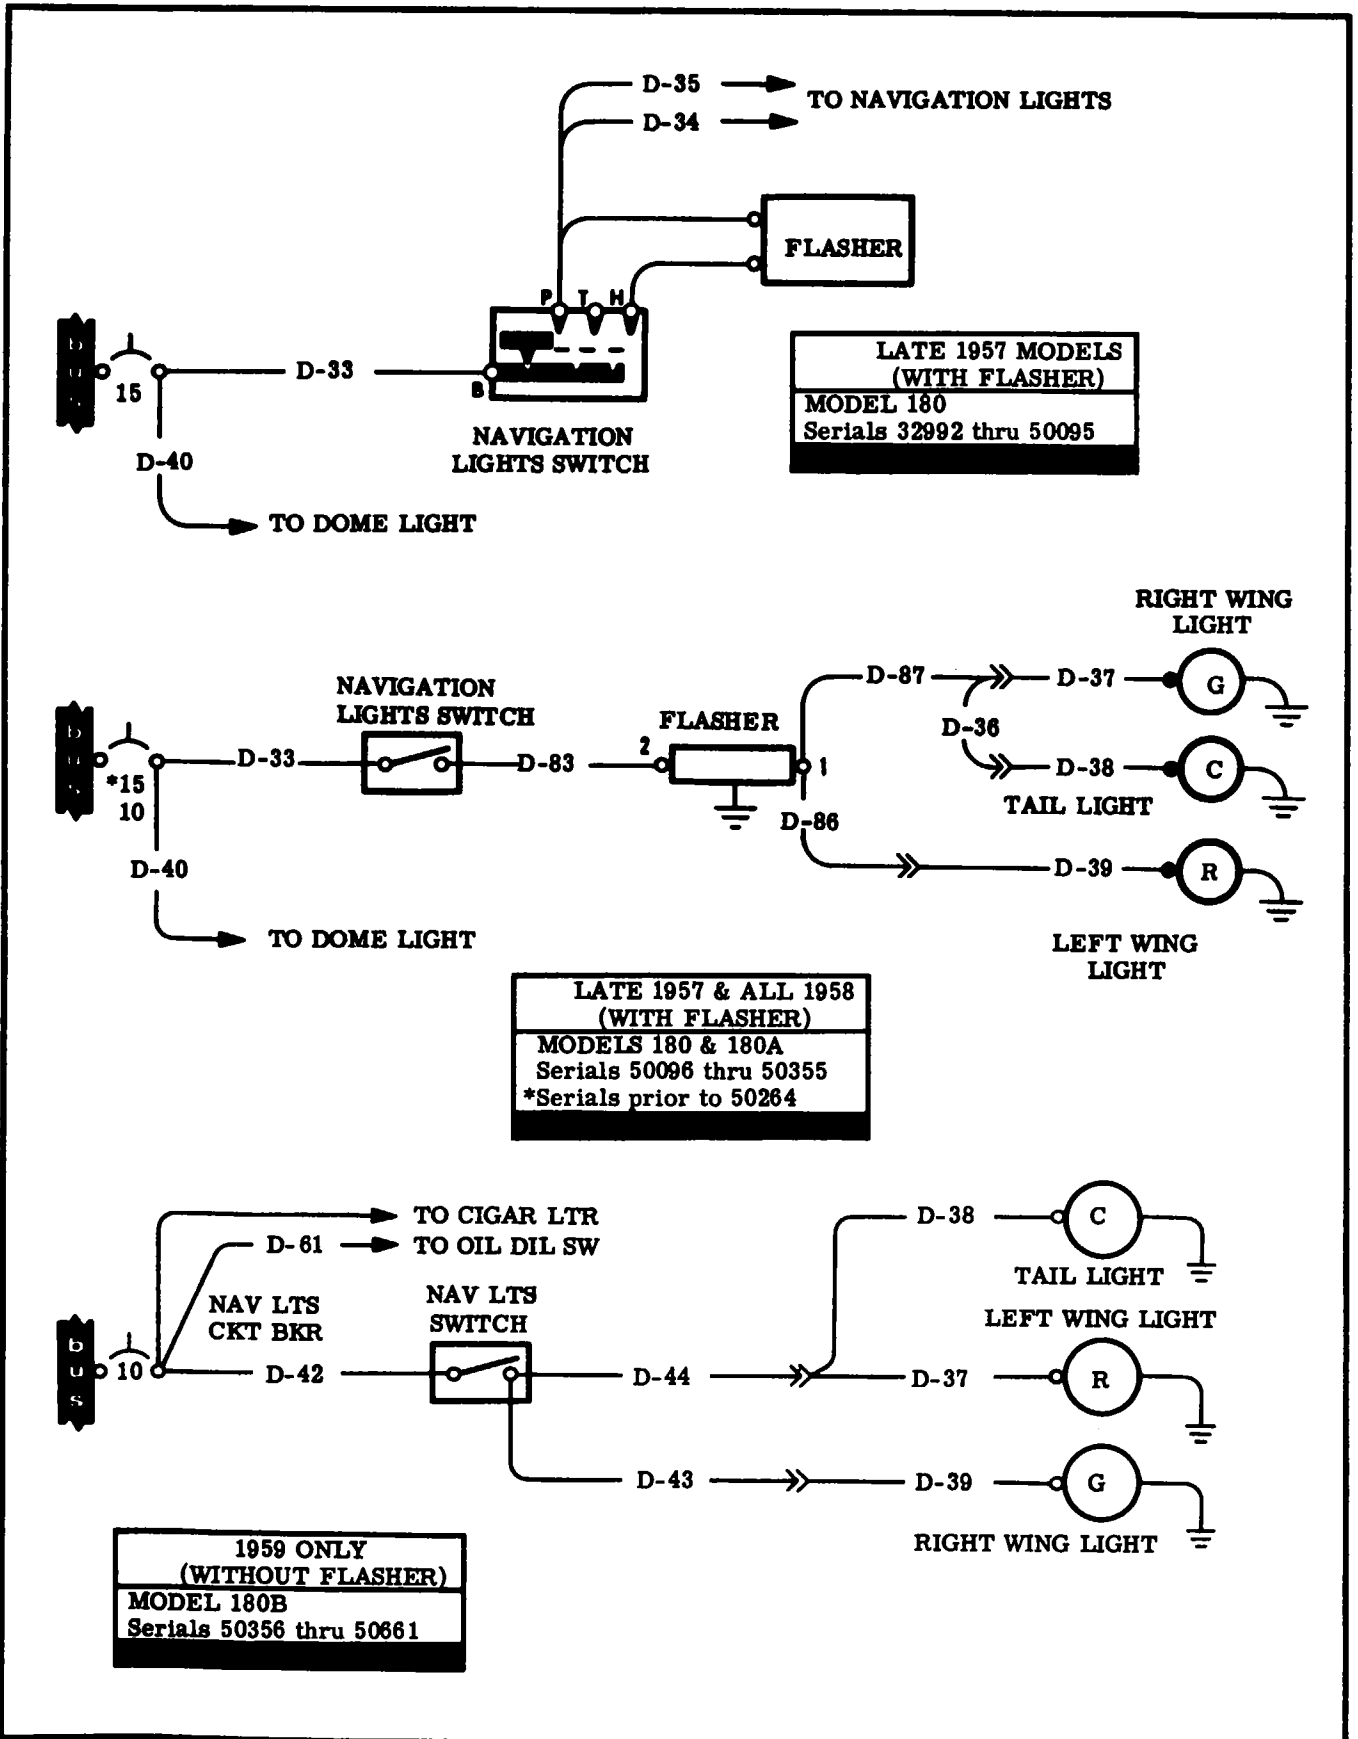 D-35
TO NAVIGATION LIGHTS
D-34
FLASHER
P T H
bus
15
D-33
B
NAVIGATION
LIGHTS SWITCH
LATE 1957 MODELS
(WITH FLASHER)
MODEL 180
Serials 32992 thru 50095
D-40
TO DOME LIGHT
RIGHT WING
LIGHT
bus
*15
10
D-33
NAVIGATION
LIGHTS SWITCH
D-83
FLASHER
2
1
D-87
D-37
G
D-36
D-38
C
TAIL LIGHT
D-86
D-39
R
LEFT WING
LIGHT
D-40
TO DOME LIGHT
LATE 1957 & ALL 1958
(WITH FLASHER)
MODELS 180 & 180A
Serials 50096 thru 50355
*Serials prior to 50264
TO CIGAR LTR
D-61
TO OIL DIL SW
NAV LTS
CKT BKR
bus
10
D-42
NAV LTS
SWITCH
D-44
D-38
C
TAIL LIGHT
LEFT WING LIGHT
D-37
R
D-43
D-39
G
RIGHT WING LIGHT
1959 ONLY
(WITHOUT FLASHER)
MODEL 180B
Serials 50356 thru 50661